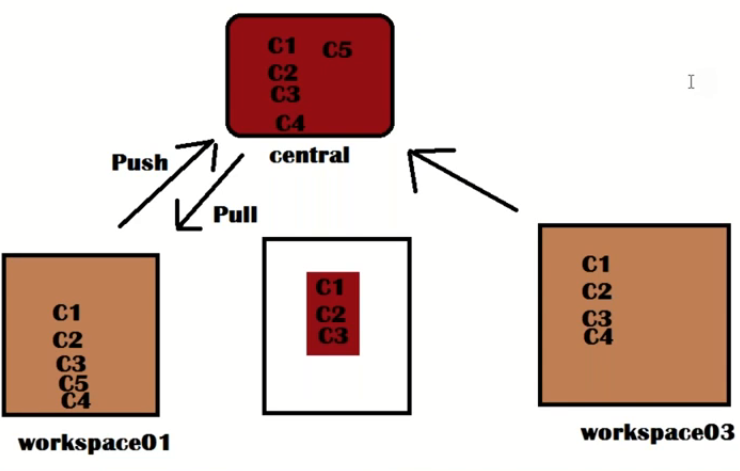 C1 C5
C2
C3
C4
central
Push
Pull
C1
C2
C3
C5
C4
workspace01
C1
C2
C3
C1
C2
C3
C4
workspace03